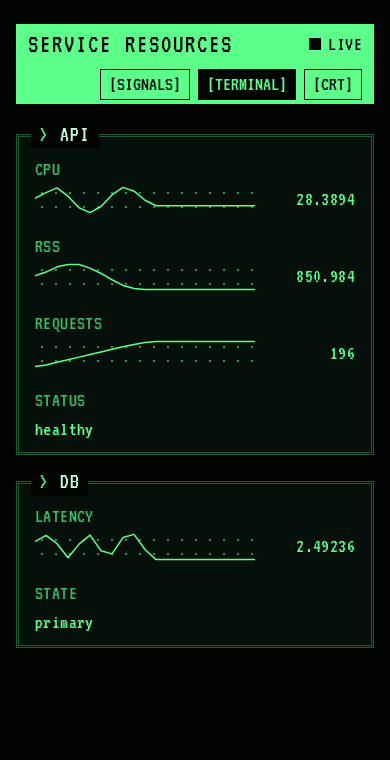 SERVICE RESOURCES
LIVE
[SIGNALS] [TERMINAL] [CRT]
> API
CPU
28.3894
RSS
850.984
REQUESTS
196
STATUS
healthy
> DB
LATENCY
2.49236
STATE
primary